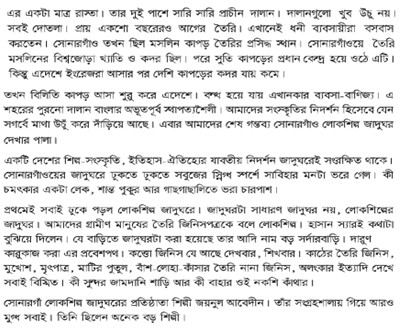 এর একটা মাত্র রাস্তা। তার দুই পাশে সারি সারি প্রাচীন দালান। দালানগুলো খুব উঁচু নয়।
সবই দোতলা। প্রায় একশো বছরেরও আগের তৈরি। এখানেই ধনী ব্যবসায়ীরা বসবাস
করতেন। সোনারগাঁও তখন ছিল মসলিন কাপড় তৈরির প্রসিদ্ধ স্থান। সোনারগাঁওয়ে তৈরি
মসলিনের বিশ্বজোড়া খ্যাতি ও কদর ছিল। পরে সুতি কাপড়ের প্রধান কেন্দ্র হয়ে ওঠে এটি।
কিন্তু এদেশে ইংরেজরা আসার পর দেশি কাপড়ের কদর যায় কমে।
তখন বিলিতি কাপড় আসা শুরু করে এদেশে। বন্ধ হয়ে যায় এখানকার ব্যবসা-বাণিজ্য। এ
শহরের পুরনো দালান বাংলার অভূতপূর্ব স্থাপত্যশৈলী। আমাদের সংস্কৃতির নিদর্শন হিসেবে যেন
সগর্বে মাথা উঁচু করে দাঁড়িয়ে আছে। এবার আমাদের শেষ গন্তব্য সোনারগাঁও লোকশিল্প জাদুঘর
দেখার পালা।
একটি দেশের শিল্প-সংস্কৃতি, ইতিহাস-ঐতিহ্যের যাবতীয় নিদর্শন জাদুঘরেই সংরক্ষিত থাকে।
সোনারগাঁওয়ের জাদুঘরে ঢুকতে ঢুকতে সবুজের স্নিগ্ধ স্পর্শে সাবিহার মনটা ভরে গেল। কী
চমৎকার একটা লেক, শান্ত পুকুর আর গাছগাছালিতে ভরা চারপাশ।
প্রথমেই সবাই ঢুকে পড়ল লোকশিল্প জাদুঘরে। জাদুঘরটা সাধারণ জাদুঘর নয়, লোকশিল্পের
জাদুঘর। আমাদের গ্রামীণ মানুষের তৈরি জিনিসপত্রকে বলে লোকশিল্প। হাসান স্যারই কথাটা
বুঝিয়ে দিলেন। যে বাড়িতে জাদুঘরটা করা হয়েছে তার আদি নাম বড় সর্দারবাড়ি। দারুণ
কারুকাজ করা এর প্রবেশপথ। কত্তো জিনিস যে আছে দেখবার, শিখবার। কাঠের তৈরি জিনিস,
মুখোশ, মৃৎপাত্র, মাটির পুতুল, বাঁশ-লোহা-কাঁসার তৈরি নানা জিনিস, অলংকার ইত্যাদি দেখে
সবাই বিস্মিত। কী সুন্দর জামদানি শাড়ি আর কী বাহার ওই নকশি কাঁথার।
সোনারগাঁ লোকশিল্প জাদুঘরের প্রতিষ্ঠাতা শিল্পী জয়নুল আবেদীন। তাঁর সংগ্রহশালায় গিয়ে আরও
মুগ্ধ সবাই। তিনি ছিলেন অনেক বড় শিল্পী।